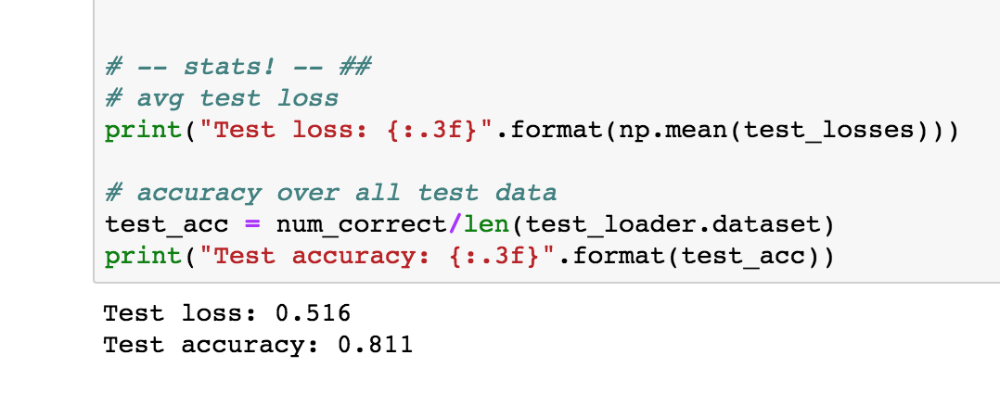 # -- stats! -- ##
# avg test loss
print("Test loss: {:.3f}".format(np.mean(test_losses)))
# accuracy over all test data
test_acc = num_correct/len(test_loader.dataset)
print("Test accuracy: {:.3f}".format(test_acc))
Test loss: 0.516
Test accuracy: 0.811